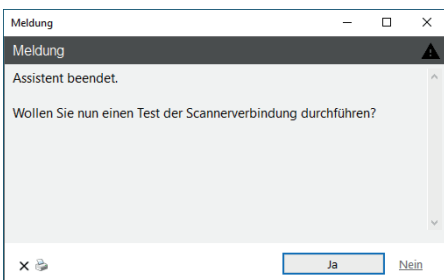 Meldung
Meldung
Assistent beendet.
Wollen Sie nun einen Test der Scannerverbindung durchführen?
Ja
Nein